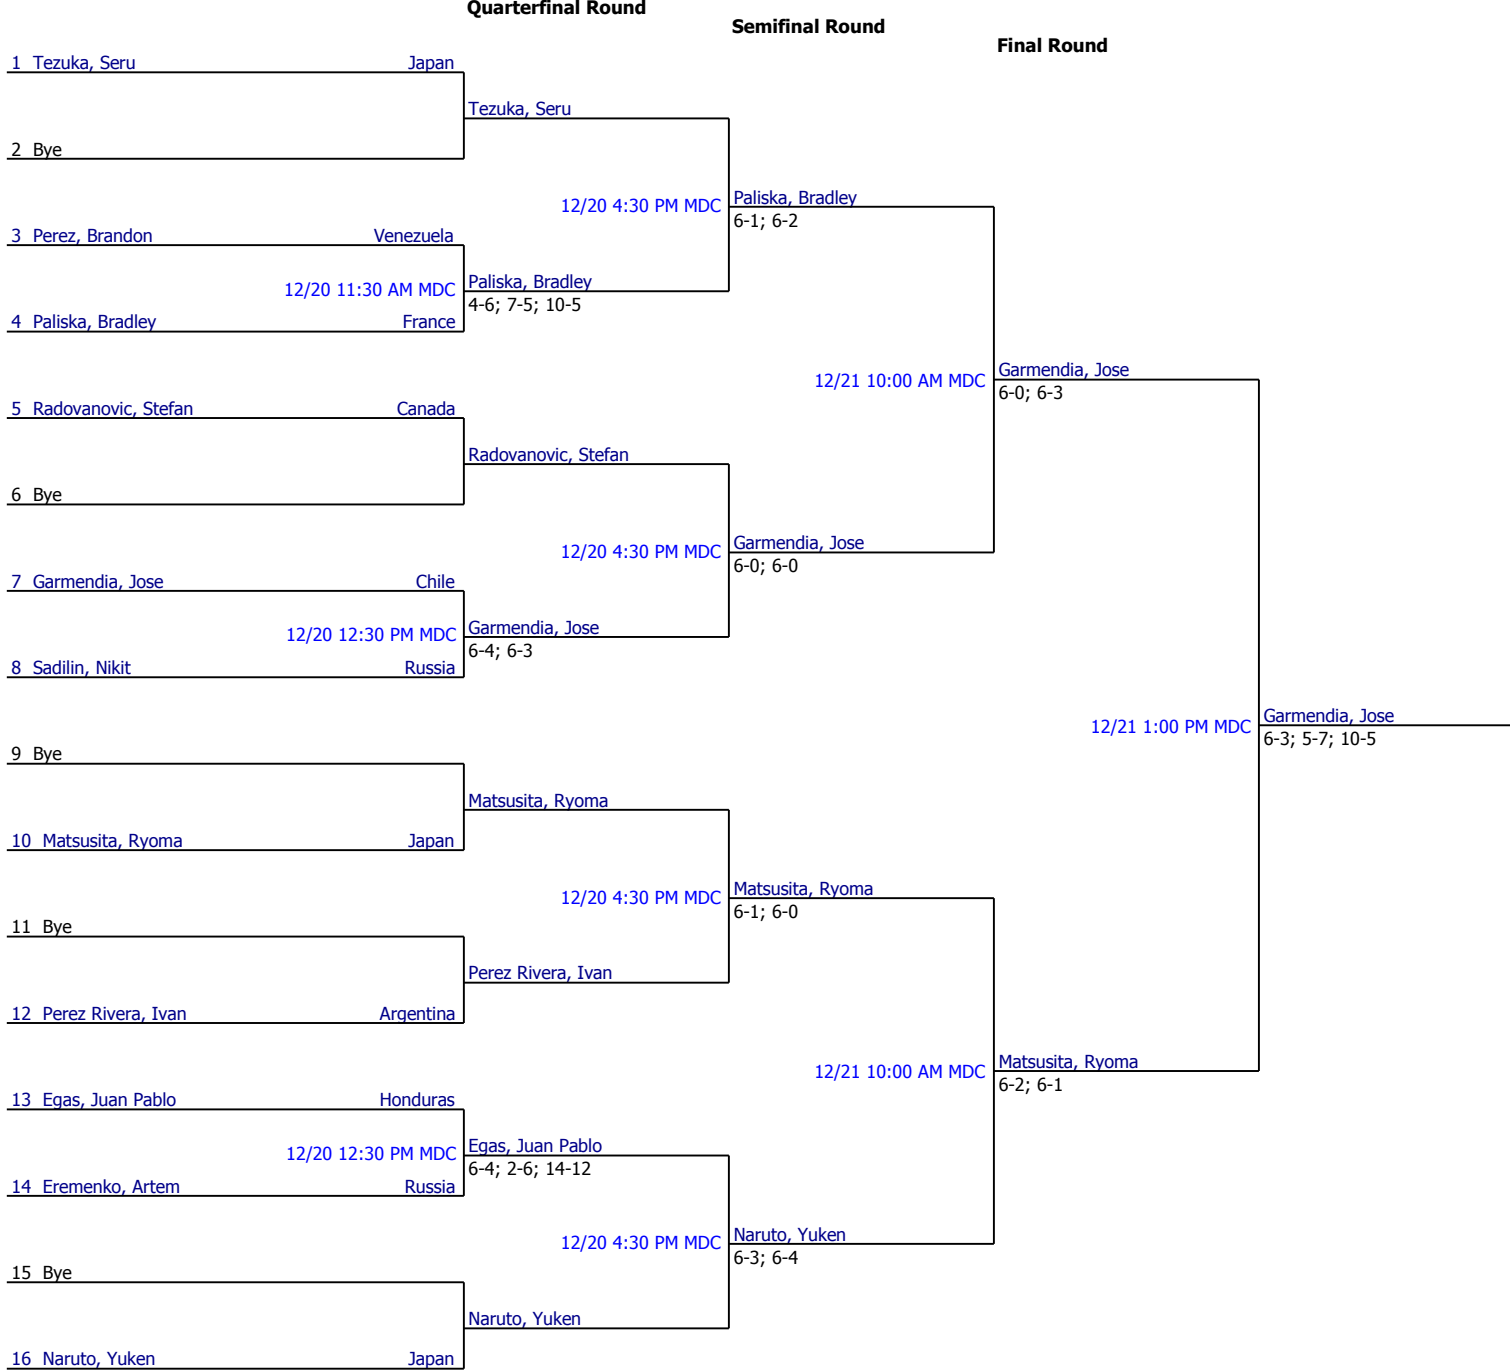 Quarterfinal Round
Semifinal Round
Final Round
1 Tezuka, Seru Japan
Tezuka, Seru
2 Bye
12/20 4:30 PM MDC Paliska, Bradley
6-1; 6-2
3 Perez, Brandon Venezuela
12/20 11:30 AM MDC Paliska, Bradley
4-6; 7-5; 10-5
4 Paliska, Bradley France
12/21 10:00 AM MDC Garmendia, Jose
6-0; 6-3
5 Radovanovic, Stefan Canada
Radovanovic, Stefan
6 Bye
12/20 4:30 PM MDC Garmendia, Jose
6-0; 6-0
7 Garmendia, Jose Chile
12/20 12:30 PM MDC Garmendia, Jose
6-4; 6-3
8 Sadilin, Nikit Russia
12/21 1:00 PM MDC Garmendia, Jose
6-3; 5-7; 10-5
9 Bye
Matsusita, Ryoma
10 Matsusita, Ryoma Japan
12/20 4:30 PM MDC Matsusita, Ryoma
6-1; 6-0
11 Bye
Perez Rivera, Ivan
12 Perez Rivera, Ivan Argentina
12/21 10:00 AM MDC Matsusita, Ryoma
6-2; 6-1
13 Egas, Juan Pablo Honduras
12/20 12:30 PM MDC Egas, Juan Pablo
6-4; 2-6; 14-12
14 Eremenko, Artem Russia
12/20 4:30 PM MDC Naruto, Yuken
6-3; 6-4
15 Bye
Naruto, Yuken
16 Naruto, Yuken Japan